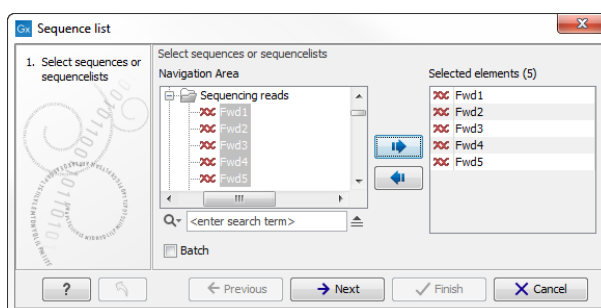 Gx Sequence list
1. Select sequences or
sequencelists
Select sequences or sequencelists
Navigation Area
Sequencing reads
Fwd1
Fwd2
Fwd3
Fwd4
Fwd5
<enter search term>
Batch
Selected elements (5)
Fwd1
Fwd2
Fwd3
Fwd4
Fwd5
? Previous Next Finish Cancel